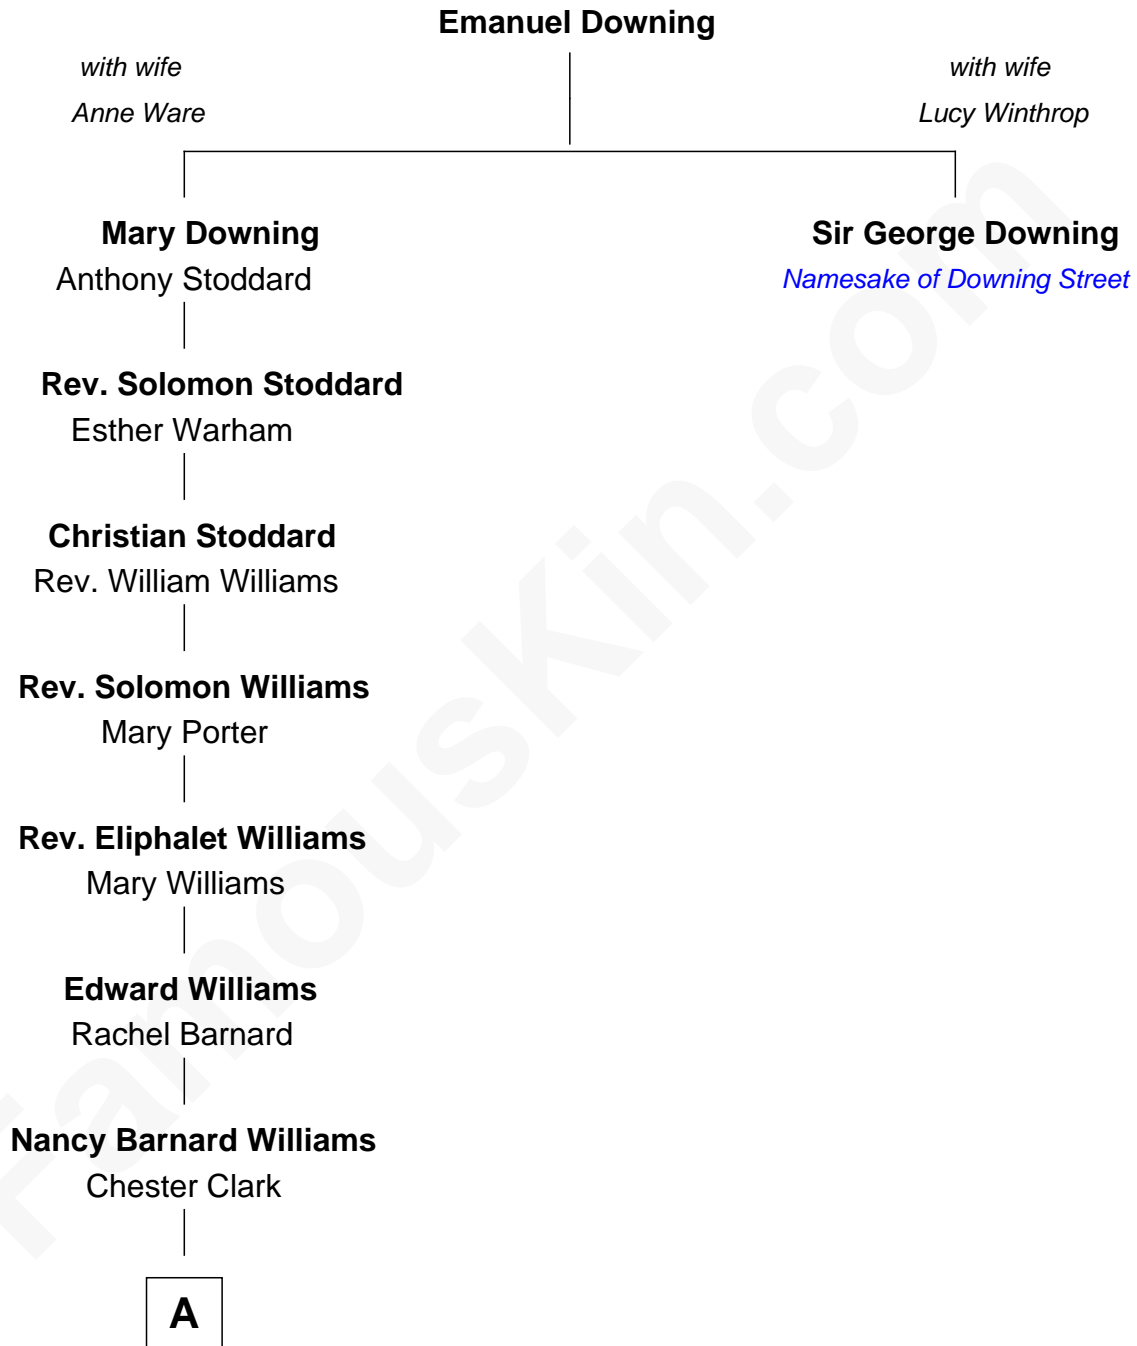 Emanuel Downing
with wife
with wife
Anne Ware
Lucy Winthrop
Mary Downing
Sir George Downing
Anthony Stoddard
Namesake of Downing Street
Rev. Solomon Stoddard
Esther Warham
Christian Stoddard
Rev. William Williams
Rev. Solomon Williams
Mary Porter
Rev. Eliphalet Williams
Mary Williams
Edward Williams
Rachel Barnard
Nancy Barnard Williams
Chester Clark
A
FamousKin.com